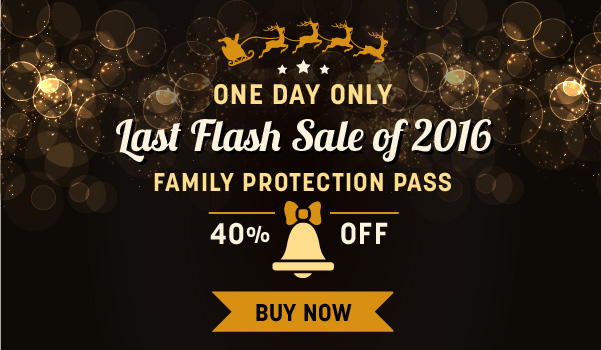 ONE DAY ONLY
Last Flash Sale of 2016
FAMILY PROTECTION PASS
40% OFF
BUY NOW